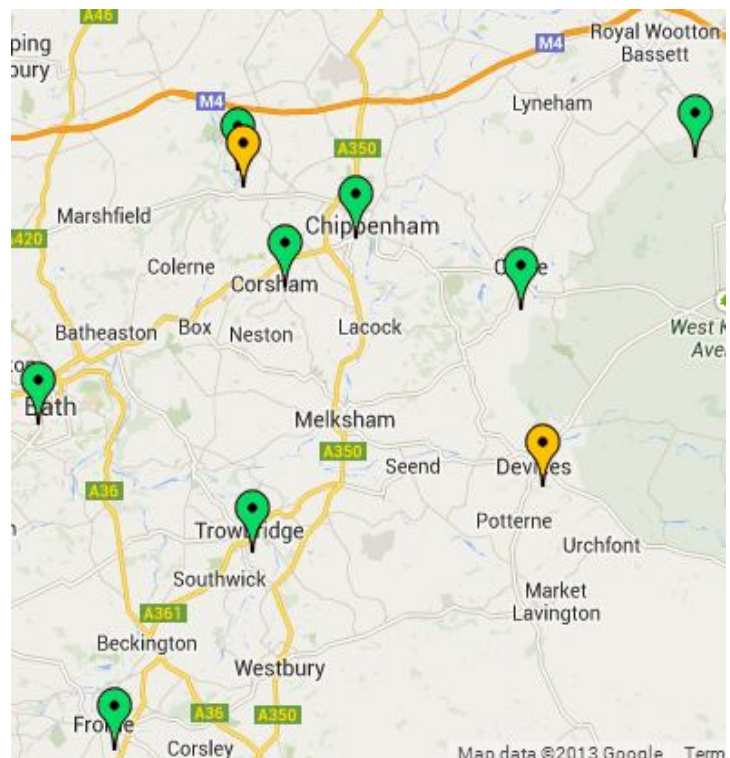 A46
ping
bury
M4
Royal Wootton
Bassett
M4
Lyneham
A350
Marshfield
Chippenham
A420
Colerne
Corsham
Batheaston
Box
Neston
Lacock
West K
Ave
Bath
Melksham
A350
Seend
Devizes
A36
Potterne
Trowbridge
Urchfont
Southwick
Market
Lavington
A361
Beckington
Westbury
Frome
A36
A350
Corsley
Map data ©2013 Google
Term